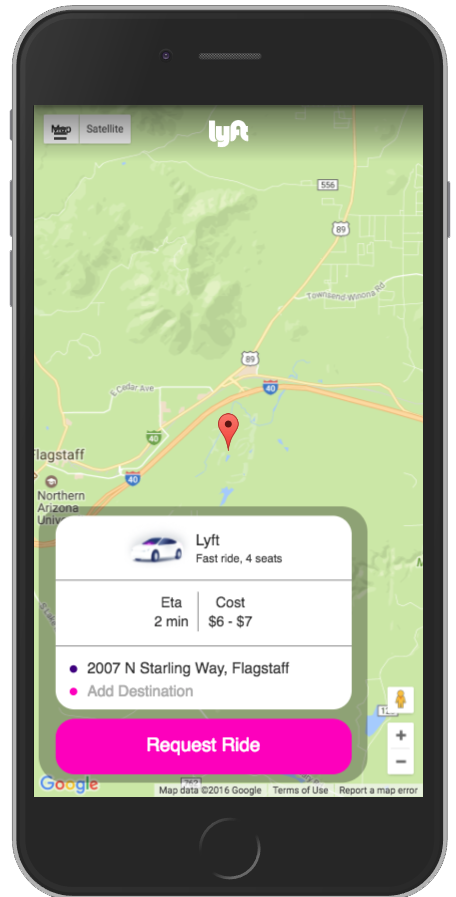 Map
Satellite
lyft
556
89
Townsend-Winona Rd
89
40
E Cedar Ave
40
Flagstaff
40
Northern
Arizona
Lyft
Fast ride, 4 seats
Eta
Cost
2 min
$6 - $7
2007 N Starling Way, Flagstaff
Add Destination
+
Request Ride
−
Google
Map data ©2016 Google
Terms of Use
Report a map error